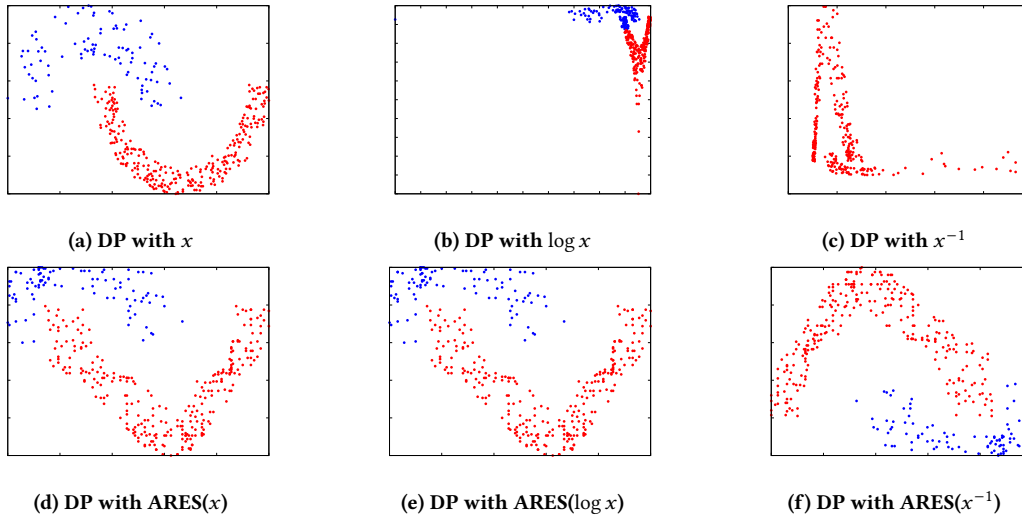 (a) DP with x
(b) DP with log x
(c) DP with x⁻¹
(d) DP with ARES(x)
(e) DP with ARES(log x)
(f) DP with ARES(x⁻¹)